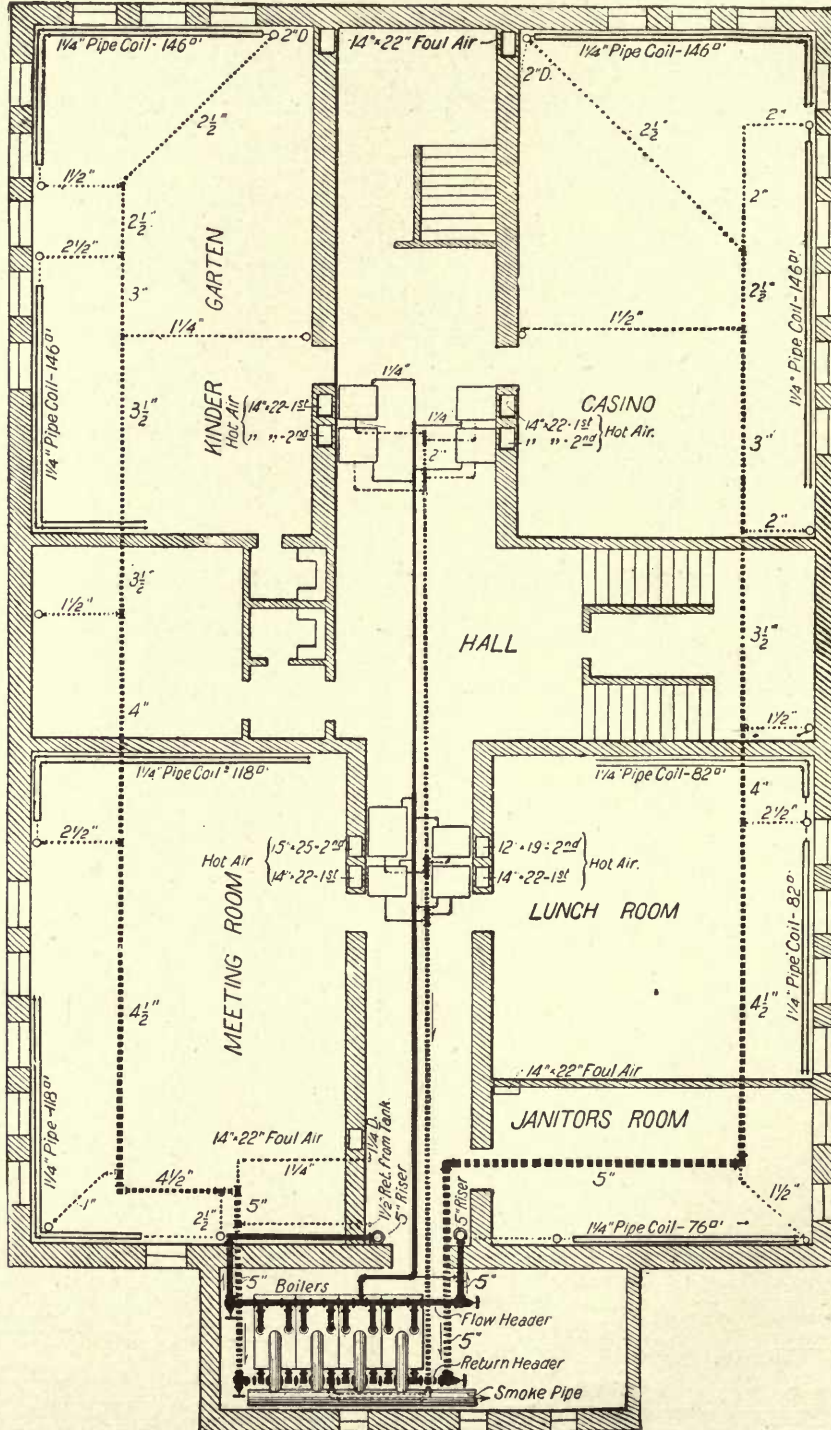 1¼" Pipe Coil - 146□'
2" D.
14" × 22" Foul Air
1¼" Pipe Coil - 146□'
2" D.
2½"
2½"
2"
2"
1½"
2½"
2½"
3"
GARTEN
KINDER
1¼"
2½"
1½"
1¼" Pipe Coil - 146□'
1¼" Pipe Coil - 146□'
3½"
Hot Air
14" × 22 - 1st
" " - 2nd
1¼"
1¼
2"
CASINO
14" × 22 - 1st
" " - 2nd
Hot Air.
3"
2"
3½"
1½"
4"
HALL
3½"
1½"
1¼" Pipe Coil - 118□'
1¼" Pipe Coil - 82□'
4"
2½"
2½"
Hot Air
15" × 25 - 2nd
14" × 22 - 1st
12" × 19 - 2nd
14" × 22 - 1st
Hot Air.
MEETING ROOM
LUNCH ROOM
1¼" Pipe Coil - 82□'
4½"
4½"
1¼" Pipe - 118□'
14" × 22" Foul Air
JANITORS ROOM
14" × 22" Foul Air
1¼"
1¼ D.
1½" Ret. from Tank.
5" Riser
5" Riser
5"
1½"
1"
4½"
5"
2½"
1¼" Pipe Coil - 76□'
5"
Boilers
5"
Flow Header
5"
Return Header
Smoke Pipe